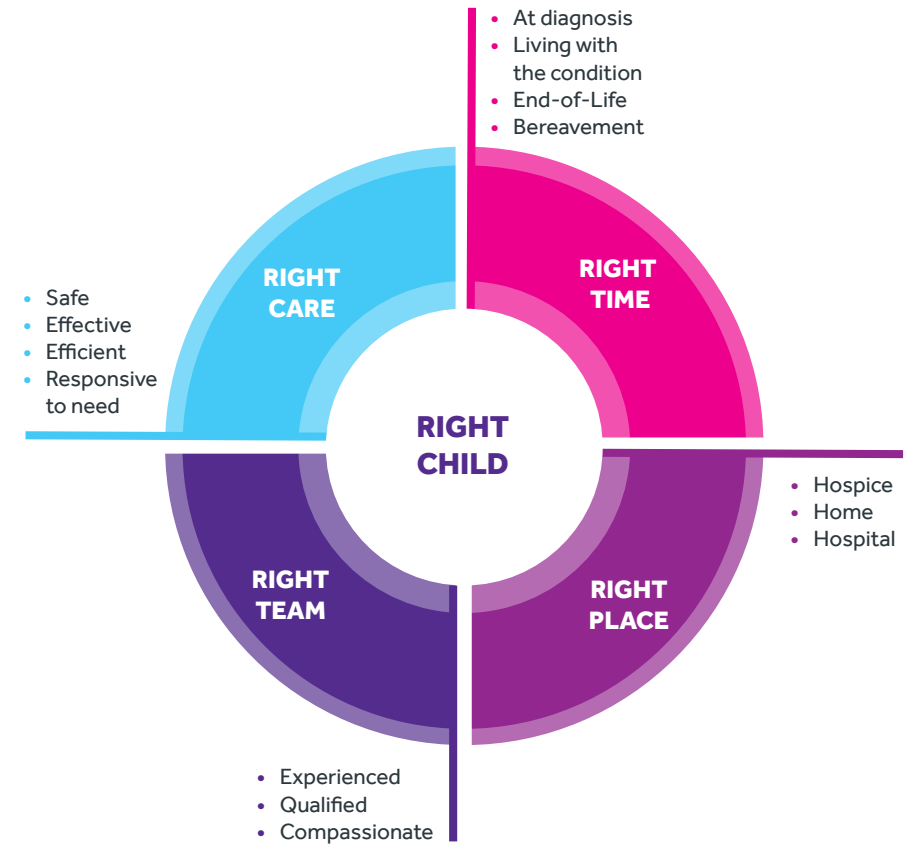 • At diagnosis
• Living with
the condition
• End-of-Life
• Bereavement
RIGHT
TIME
RIGHT
CARE
• Safe
• Effective
• Efficient
• Responsive
to need
RIGHT
CHILD
• Hospice
• Home
• Hospital
RIGHT
PLACE
RIGHT
TEAM
• Experienced
• Qualified
• Compassionate